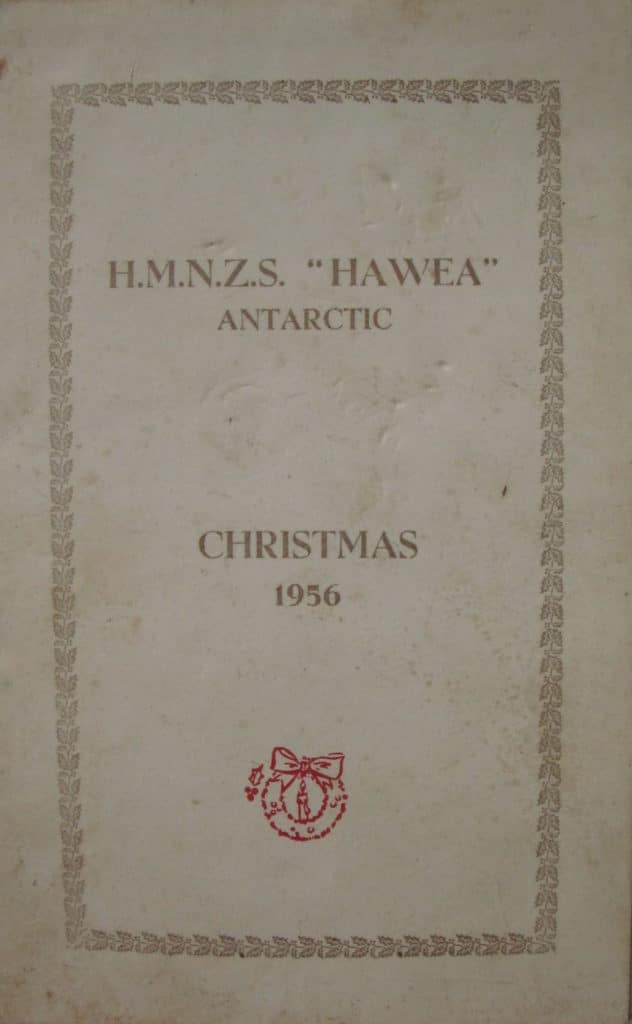 H.M.N.Z.S. "HAWEA"
ANTARCTIC
CHRISTMAS
1956